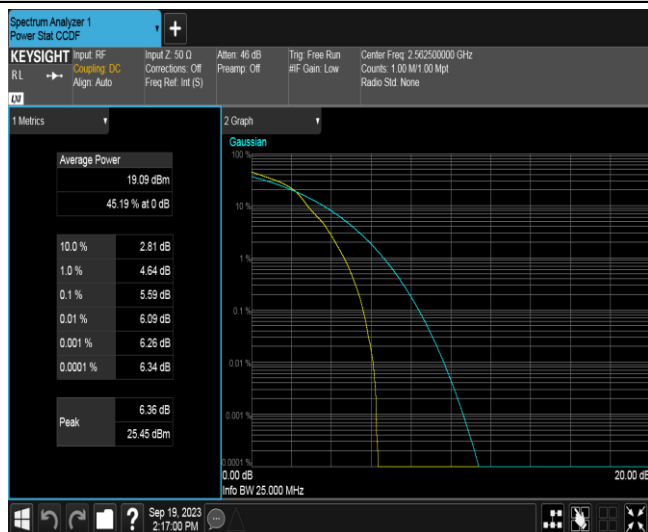 Spectrum Analyzer 1
Power Stat CCDF
+
KEYSIGHT
RL
Input: RF
Coupling: DC
Align: Auto
Input Z: 50 Ω
Corrections: Off
Freq Ref: Int (S)
Atten: 46 dB
Preamp: Off
Trig: Free Run
#IF Gain: Low
Center Freq: 2.562500000 GHz
Counts: 1.00 M/1.00 Mpt
Radio Std: None
LXI
1 Metrics
Average Power
19.09 dBm
45.19 % at 0 dB
10.0 % 2.81 dB
1.0 % 4.64 dB
0.1 % 5.59 dB
0.01 % 6.09 dB
0.001 % 6.26 dB
0.0001 % 6.34 dB
Peak
6.36 dB
25.45 dBm
2 Graph
Gaussian
100 %
10 %
1 %
0.1 %
0.01 %
0.001 %
0.0001 %
0.00 dB 20.00 dB
Info BW 25.000 MHz
? Sep 19, 2023
2:17:00 PM